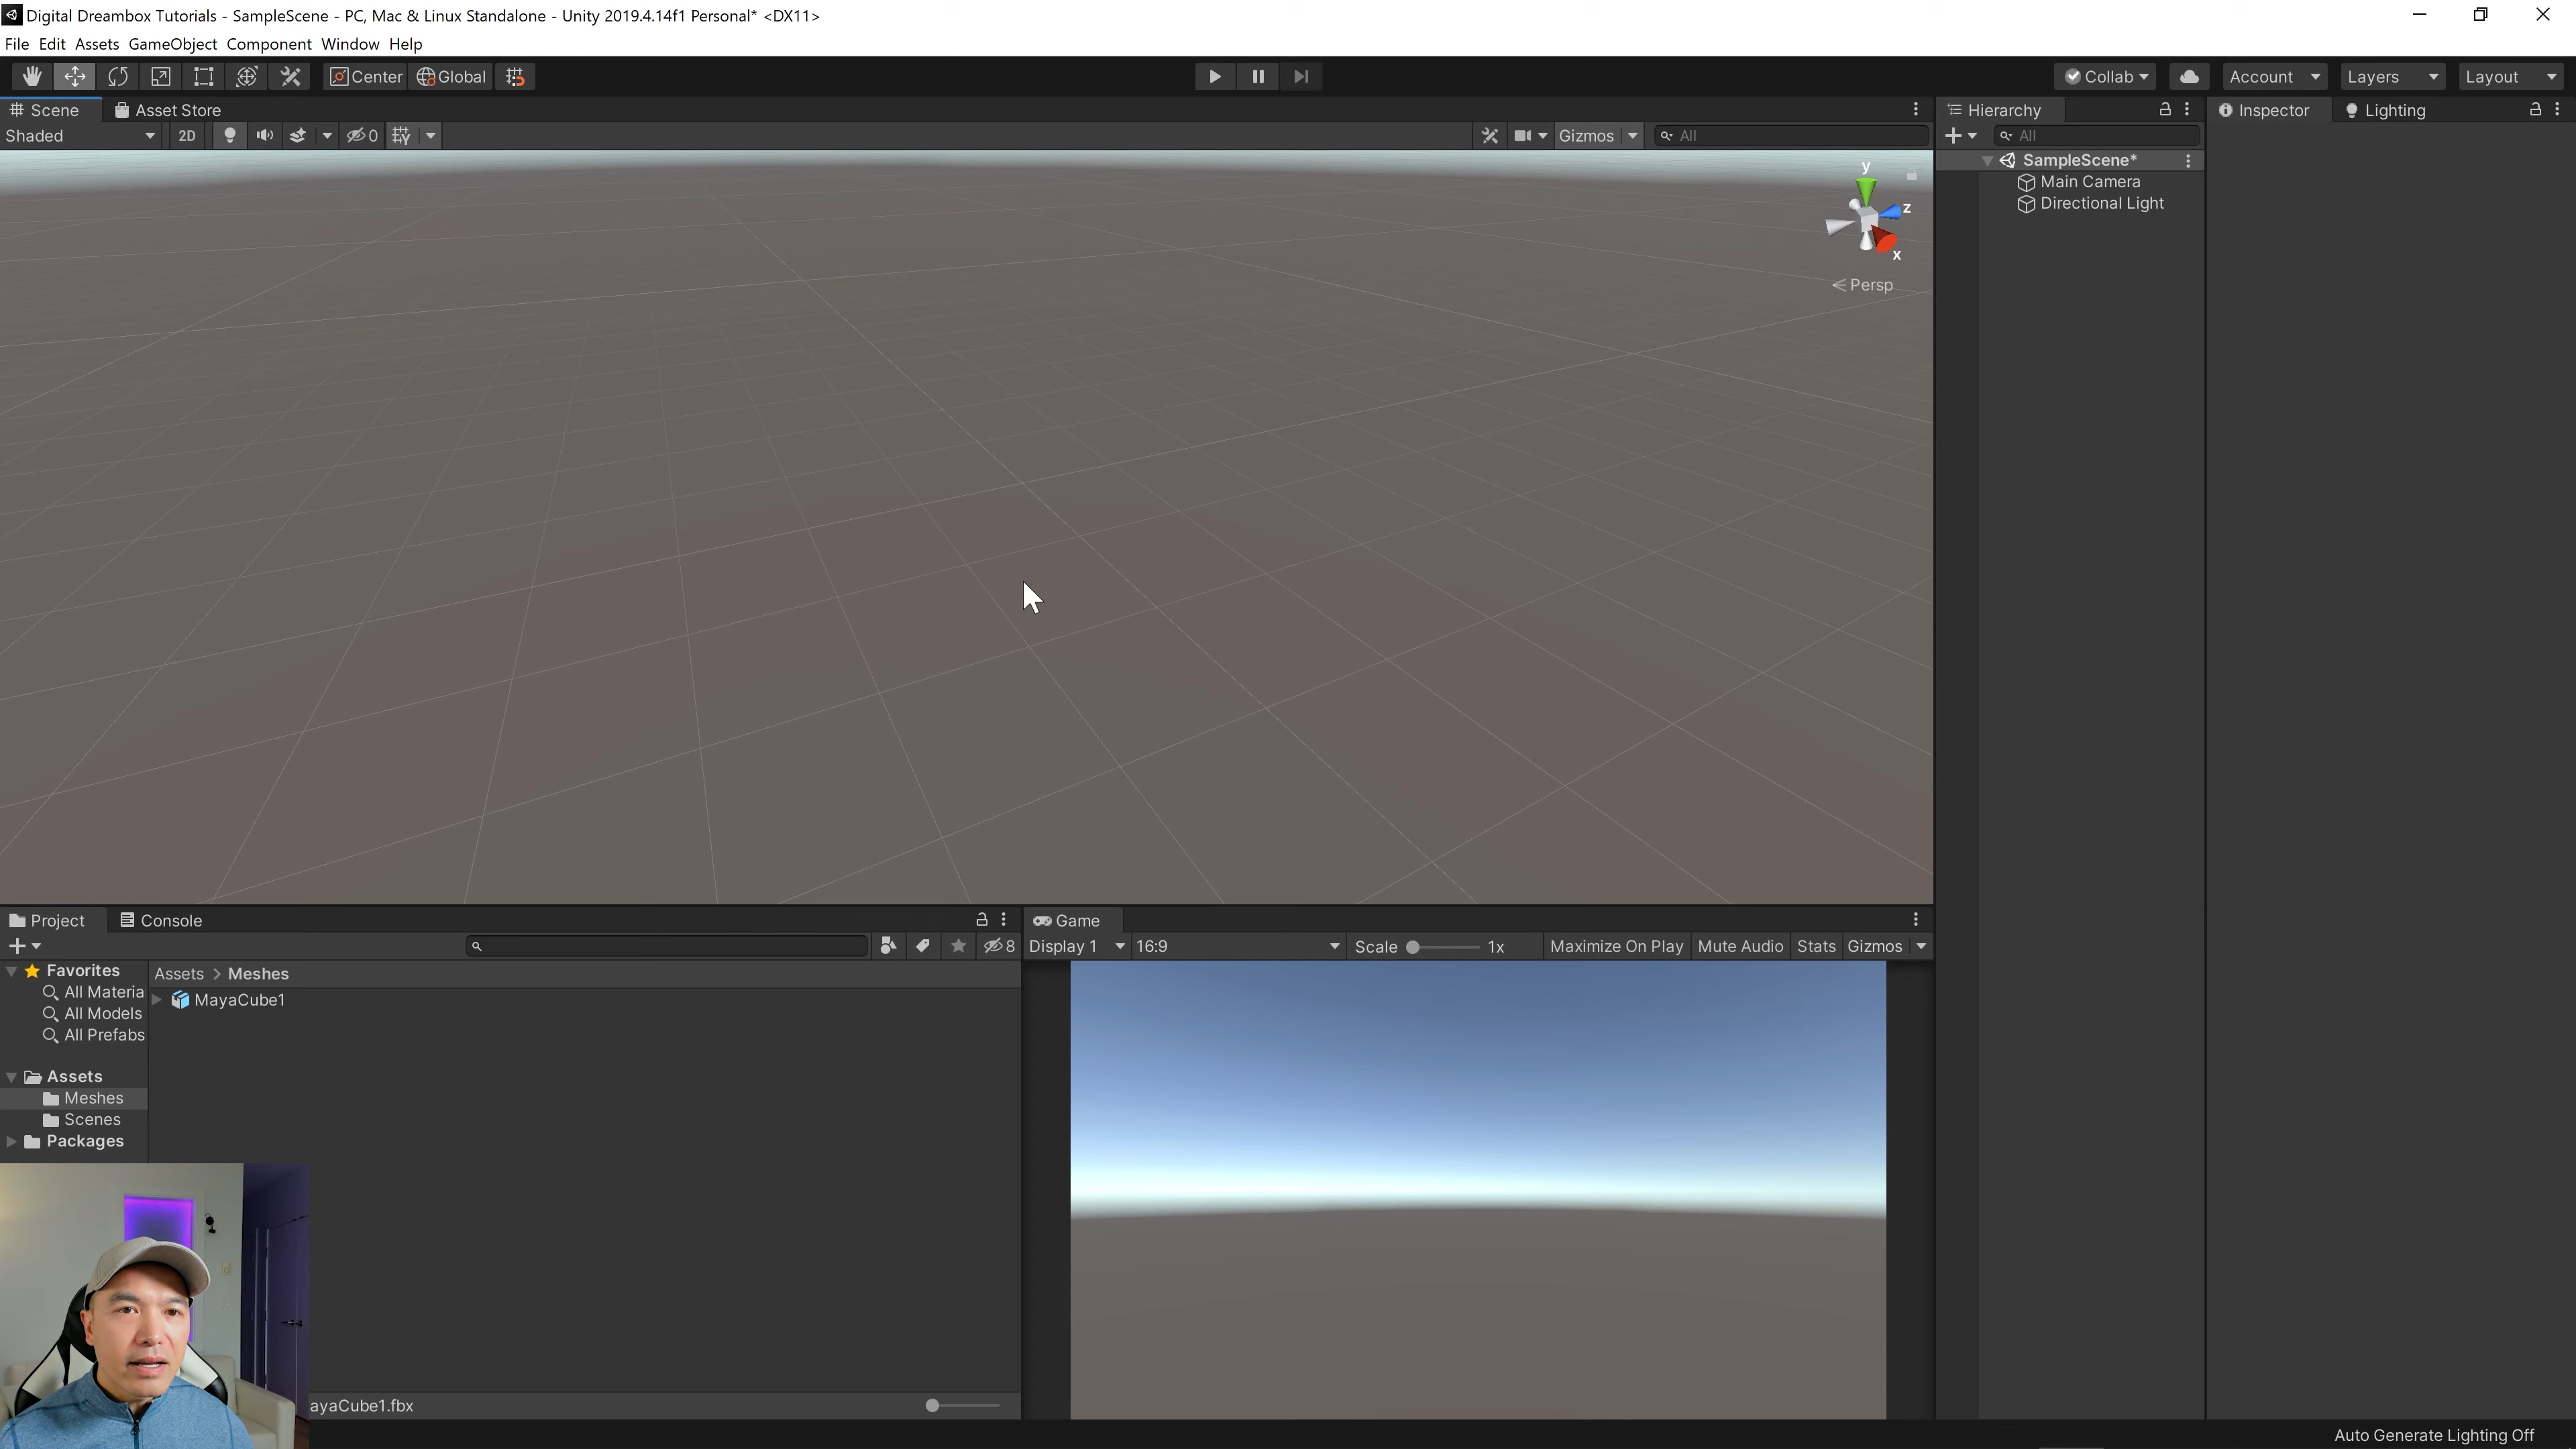 Digital Dreambox Tutorials - SampleScene - PC, Mac & Linux Standalone - Unity 2019.4.14f1 Personal* <DX11>
File Edit Assets GameObject Component Window Help
Center Global Collab Account Layers Layout
Scene Asset Store Hierarchy Inspector Lighting
Shaded 2D 0 Gizmos All All
SampleScene*
Main Camera
Directional Light
y
z
x
Persp
Project Console
8
Favorites
All Materia
All Models
All Prefabs
Assets
Meshes
Scenes
Packages
Assets > Meshes
MayaCube1
ayaCube1.fbx
Game
Display 1 16:9 Scale 1x Maximize On Play Mute Audio Stats Gizmos
Auto Generate Lighting Off